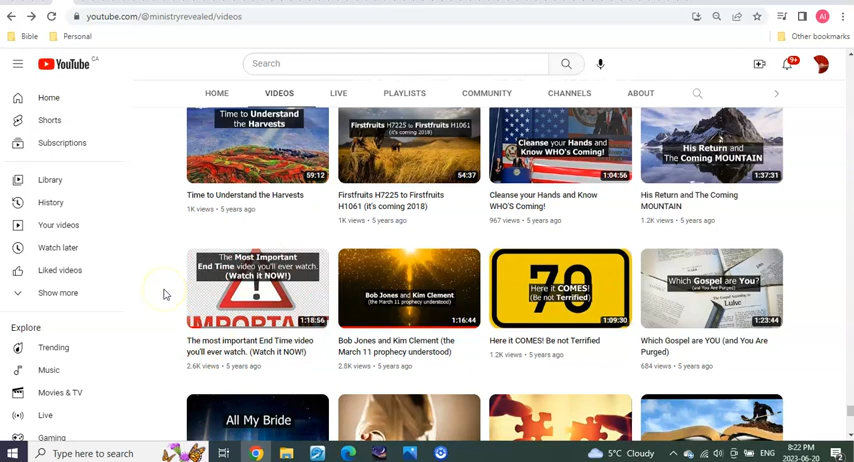 youtube.com/@ministryrevealed/videos
AI
Bible
Personal
Other bookmarks
YouTube CA
Search
9+
Home
Shorts
Subscriptions
Library
History
Your videos
Watch later
Liked videos
Show more
Explore
Trending
Music
Movies & TV
Live
Gaming
HOME VIDEOS LIVE PLAYLISTS COMMUNITY CHANNELS ABOUT
Time to Understand
the Harvests
59:12
Firstfruits H7225 to Firstfruits H1061
(it's coming 2018)
54:37
Cleanse your Hands and
Know WHO's Coming!
1:04:56
His Return and
The Coming MOUNTAIN
1:37:31
Time to Understand the Harvests
1K views • 5 years ago
Firstfruits H7225 to Firstfruits
H1061 (it's coming 2018)
1K views • 5 years ago
Cleanse your Hands and Know
WHO'S Coming!
967 views • 5 years ago
His Return and The Coming
MOUNTAIN
1.2K views • 5 years ago
The Most Important
End Time video you'll ever watch.
(Watch it NOW!)
IMPORTA
1:18:56
Bob Jones and Kim Clement
(the March 11 prophecy understood)
1:16:44
70
Here it COMES!
(Be not Terrified)
1:09:30
Which Gospel are You?
(and You Are Purged)
1:23:44
The most important End Time video
you'll ever watch. (Watch it NOW!)
2.6K views • 5 years ago
Bob Jones and Kim Clement (the
March 11 prophecy understood)
2.8K views • 5 years ago
Here it COMES! Be not Terrified
1.2K views • 5 years ago
Which Gospel are YOU (and You Are
Purged)
684 views • 5 years ago
All My Bride
Type here to search
5°C Cloudy
ENG
8:22 PM
2023-06-20
2